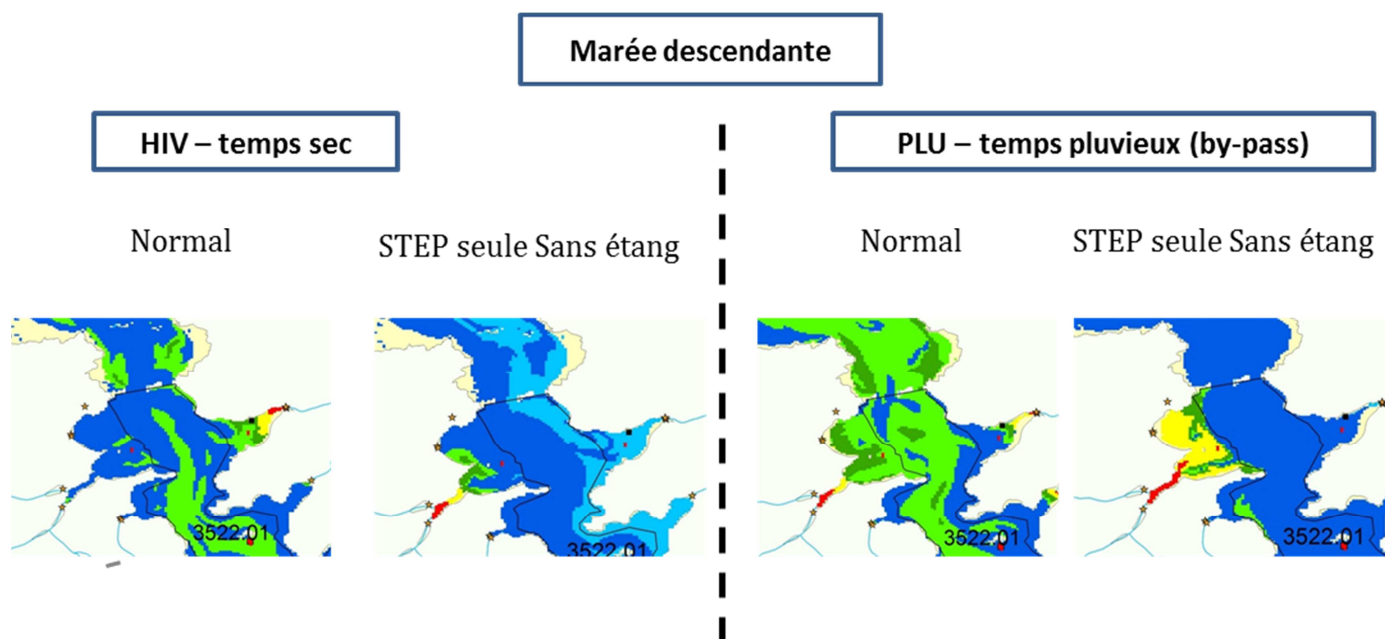 Marée descendante
HIV – temps sec
PLU – temps pluvieux (by-pass)
Normal
STEP seule Sans étang
Normal
STEP seule Sans étang
3522.01
3522.01
3522.01
3522.01